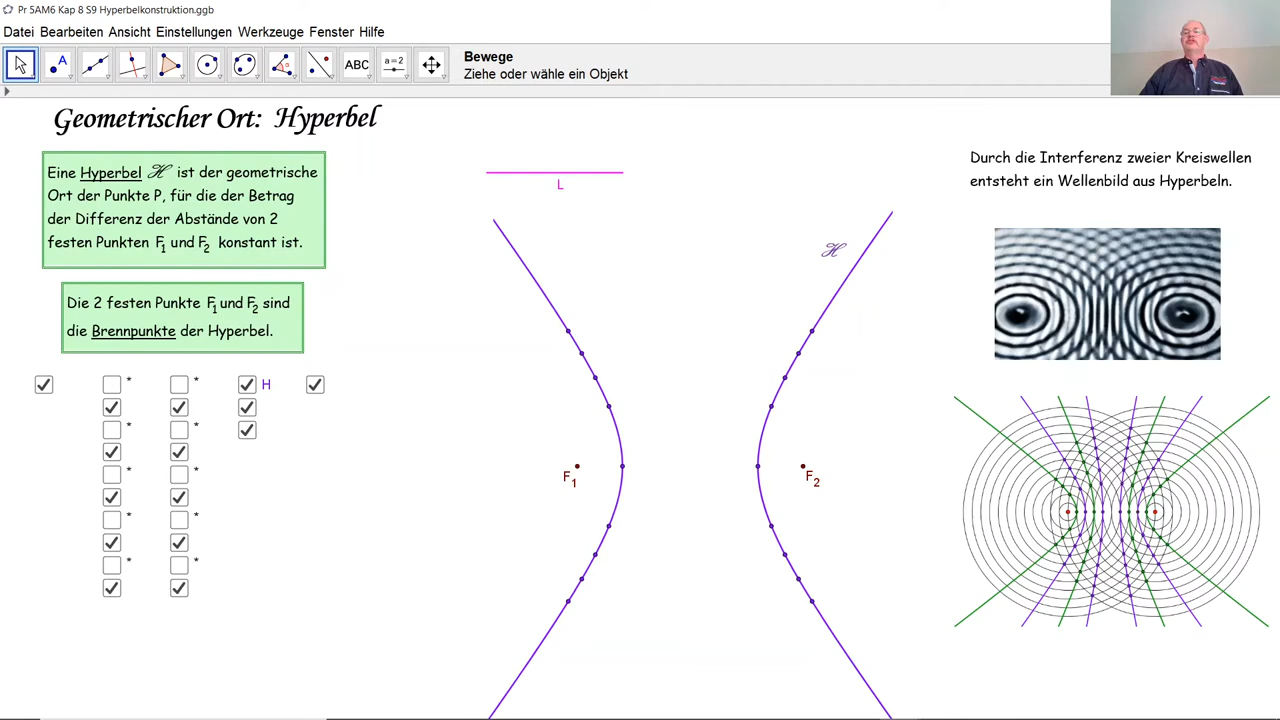 Pr 5AM6 Kap 8 S9 Hyperbelkonstruktion.ggb
Datei Bearbeiten Ansicht Einstellungen Werkzeuge Fenster Hilfe
A
ABC
a=2
Bewege
Ziehe oder wähle ein Objekt
Geometrischer Ort: Hyperbel
Eine Hyperbel ℋ ist der geometrische
Ort der Punkte P, für die der Betrag
der Differenz der Abstände von 2
festen Punkten F₁ und F₂ konstant ist.
Die 2 festen Punkte F₁ und F₂ sind
die Brennpunkte der Hyperbel.
* * H
* *
* *
* *
* *
L
ℋ
F₁
F₂
Durch die Interferenz zweier Kreiswellen
entsteht ein Wellenbild aus Hyperbeln.